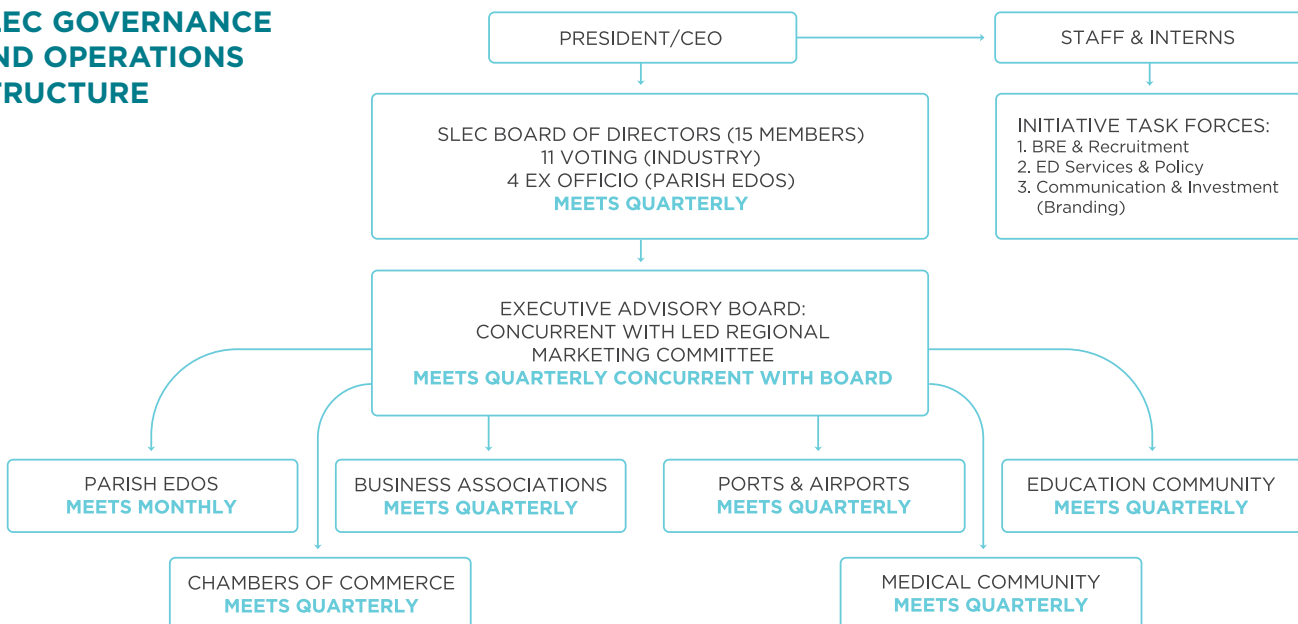 LEC GOVERNANCE
ND OPERATIONS
TRUCTURE
PRESIDENT/CEO
STAFF & INTERNS
SLEC BOARD OF DIRECTORS (15 MEMBERS)
11 VOTING (INDUSTRY)
4 EX OFFICIO (PARISH EDOS)
MEETS QUARTERLY
INITIATIVE TASK FORCES:
1. BRE & Recruitment
2. ED Services & Policy
3. Communication & Investment
(Branding)
EXECUTIVE ADVISORY BOARD:
CONCURRENT WITH LED REGIONAL
MARKETING COMMITTEE
MEETS QUARTERLY CONCURRENT WITH BOARD
PARISH EDOS
MEETS MONTHLY
BUSINESS ASSOCIATIONS
MEETS QUARTERLY
PORTS & AIRPORTS
MEETS QUARTERLY
EDUCATION COMMUNITY
MEETS QUARTERLY
CHAMBERS OF COMMERCE
MEETS QUARTERLY
MEDICAL COMMUNITY
MEETS QUARTERLY